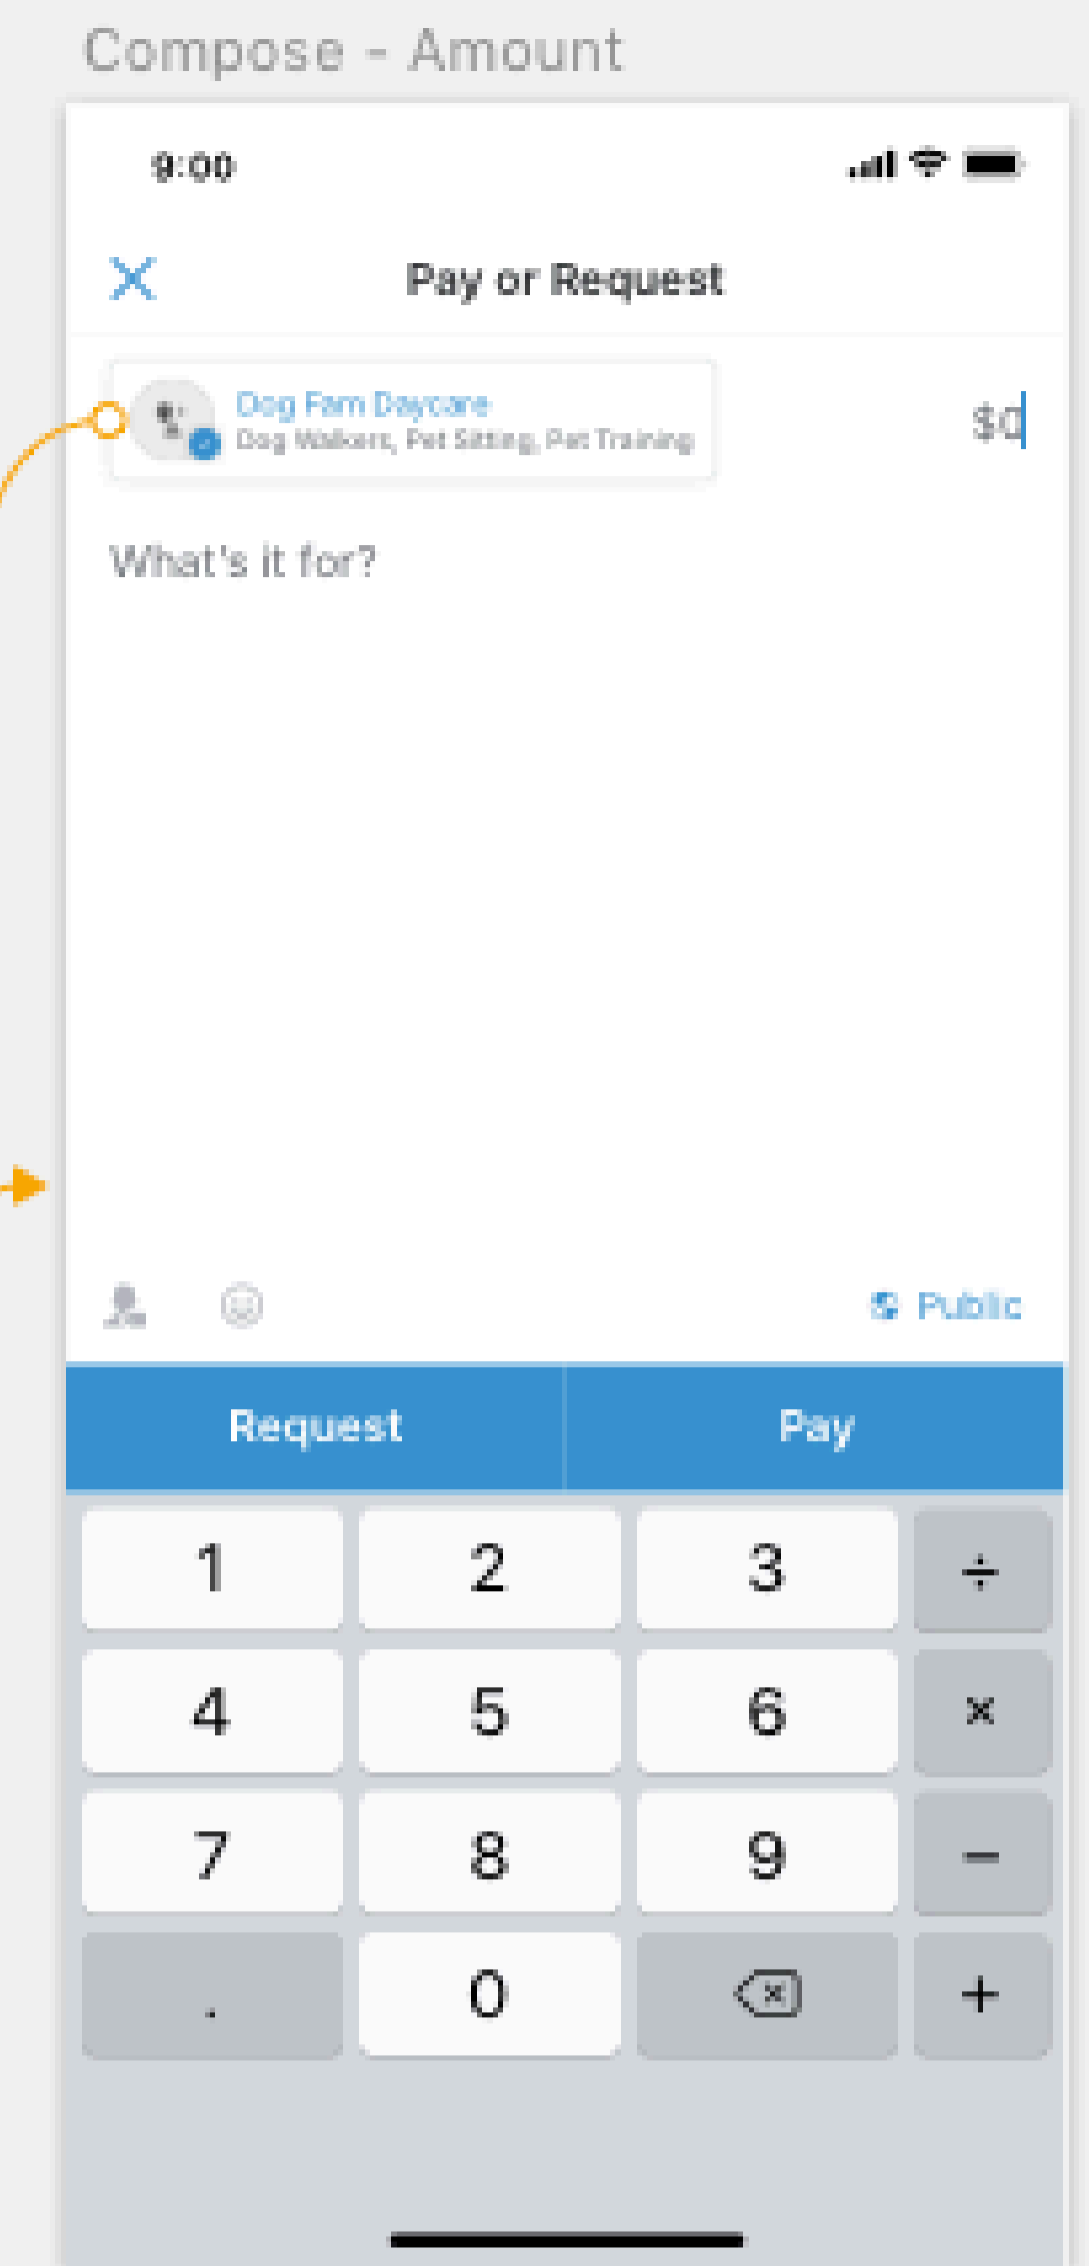 Compose - Amount
9:00
Pay or Request
Dog Fam Daycare
$0
Dog Walkers, Pet Sitting, Pet Training
What's it for?
Public
Request Pay
1 2 3 ÷
4 5 6 ×
7 8 9 −
. 0 +